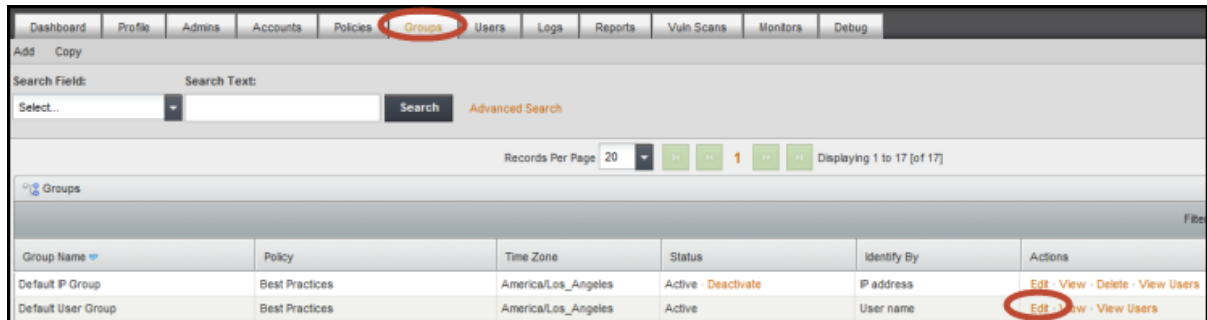 Dashboard Profile Admins Accounts Policies Groups Users Logs Reports Vuln Scans Monitors Debug
Add Copy
Search Field: Search Text:
Select... Search Advanced Search
Records Per Page 20 1 Displaying 1 to 17 [of 17]
Groups
Group Name Policy Time Zone Status Identify By Actions
Default IP Group Best Practices America/Los_Angeles Active · Deactivate IP address Edit · View · Delete · View Users
Default User Group Best Practices America/Los_Angeles Active User name Edit · View · View Users